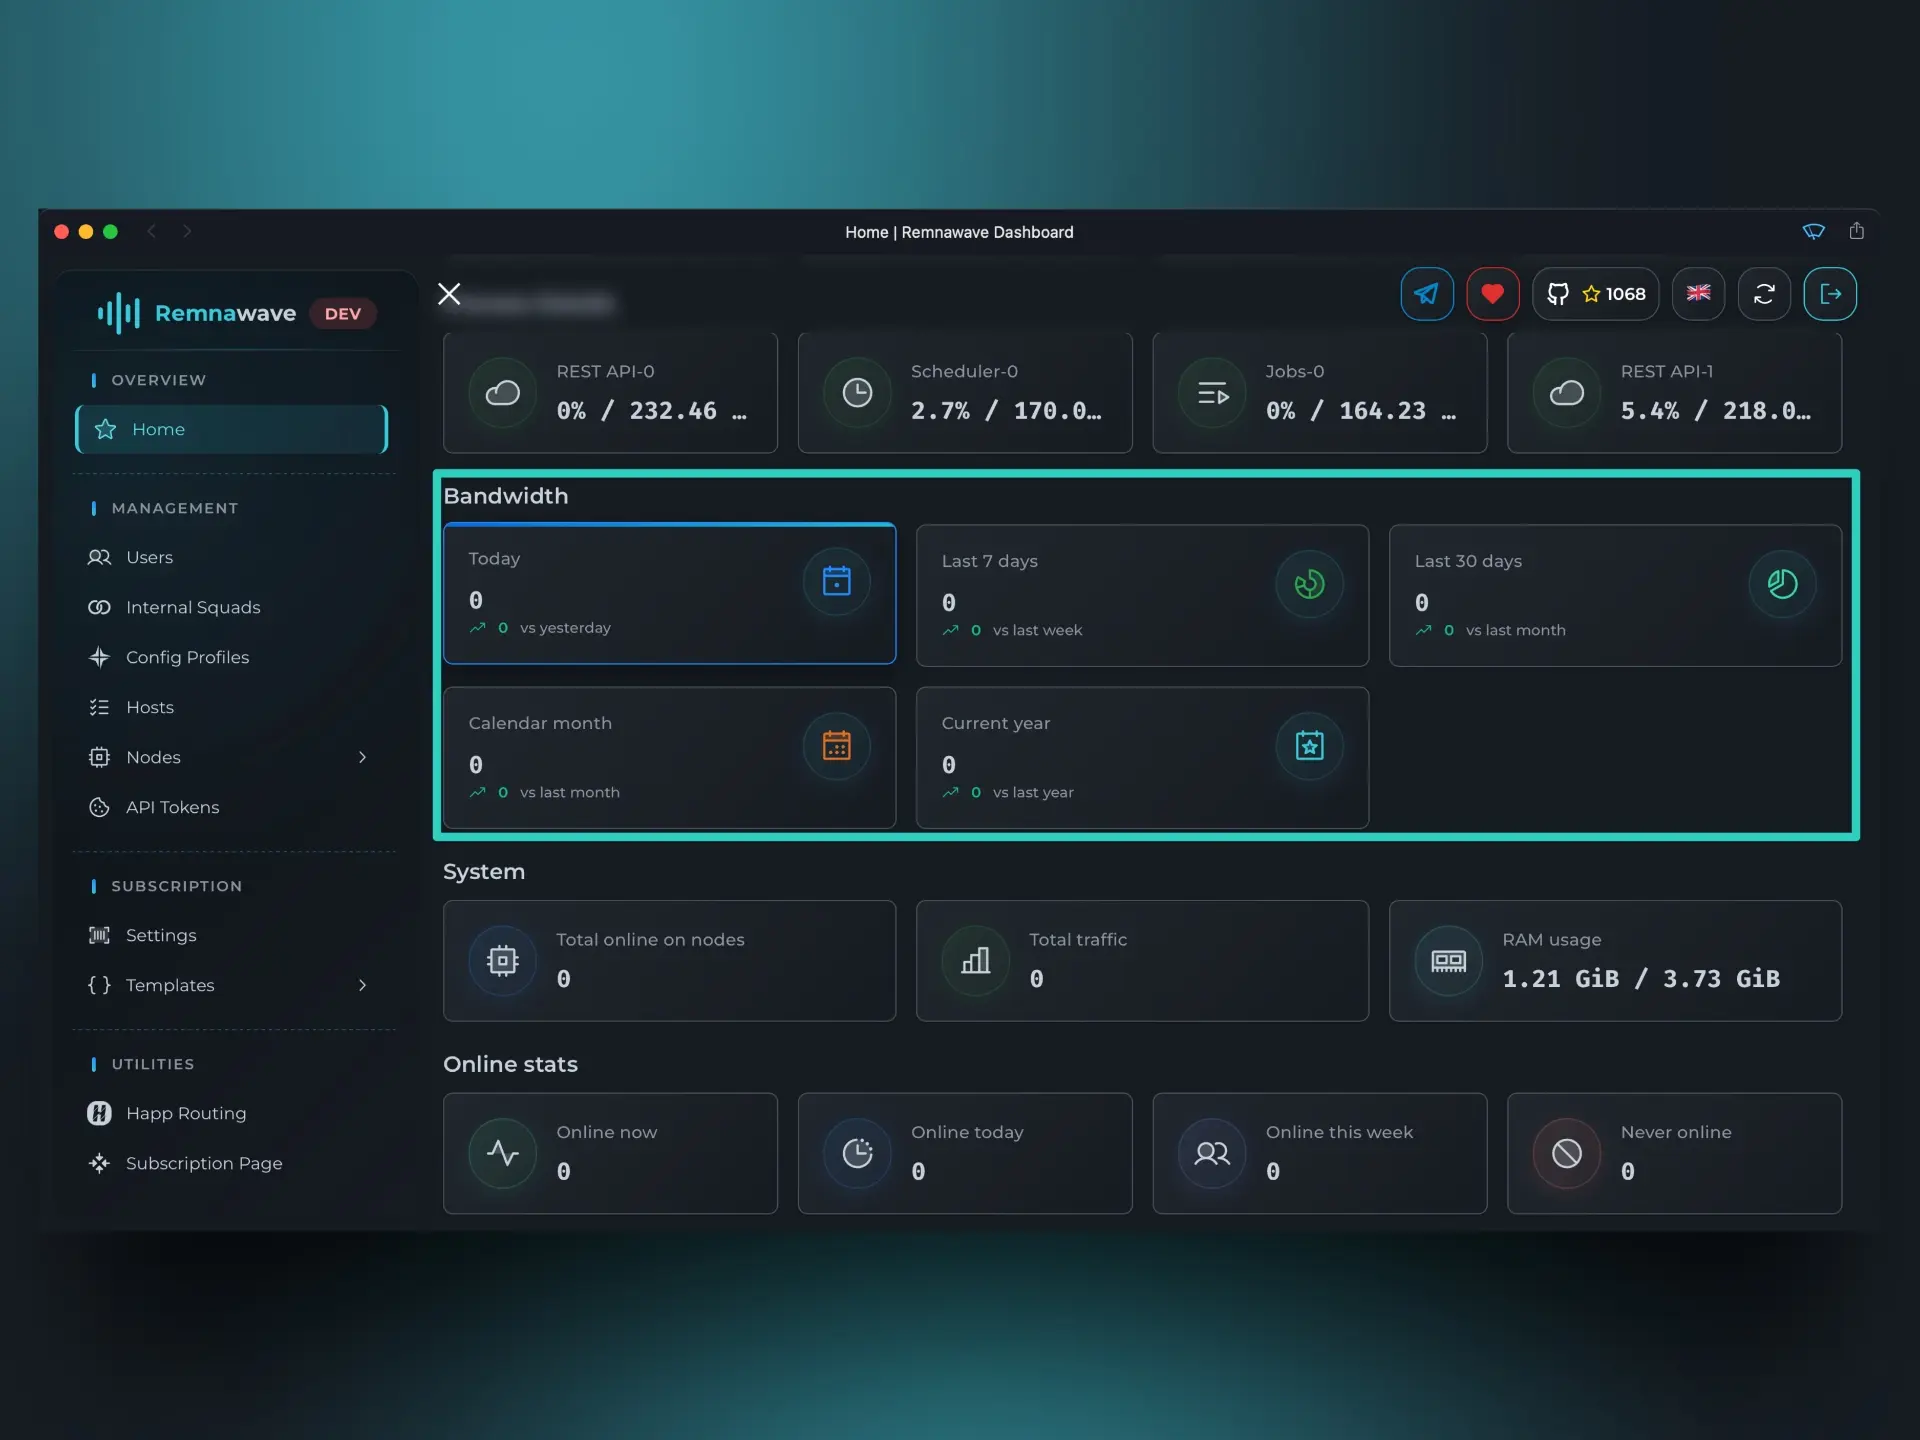 Home | Remnawave Dashboard
Remnawave DEV
1068
OVERVIEW
Home
MANAGEMENT
Users
Internal Squads
Config Profiles
Hosts
Nodes
API Tokens
SUBSCRIPTION
Settings
Templates
UTILITIES
Happ Routing
Subscription Page
REST API-0
0% / 232.46 …
Scheduler-0
2.7% / 170.0…
Jobs-0
0% / 164.23 …
REST API-1
5.4% / 218.0…
Bandwidth
Today
0
0 vs yesterday
Last 7 days
0
0 vs last week
Last 30 days
0
0 vs last month
Calendar month
0
0 vs last month
Current year
0
0 vs last year
System
Total online on nodes
0
Total traffic
0
RAM usage
1.21 GiB / 3.73 GiB
Online stats
Online now
0
Online today
0
Online this week
0
Never online
0